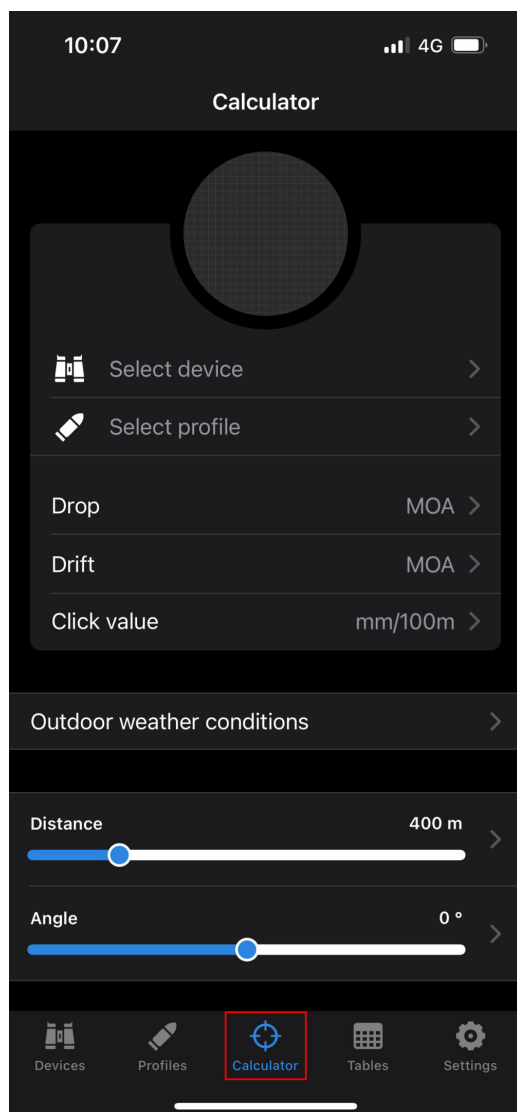 10:07 4G
Calculator
Select device
Select profile
Drop MOA
Drift MOA
Click value mm/100m
Outdoor weather conditions
Distance 400 m
Angle 0 °
Devices Profiles Calculator Tables Settings